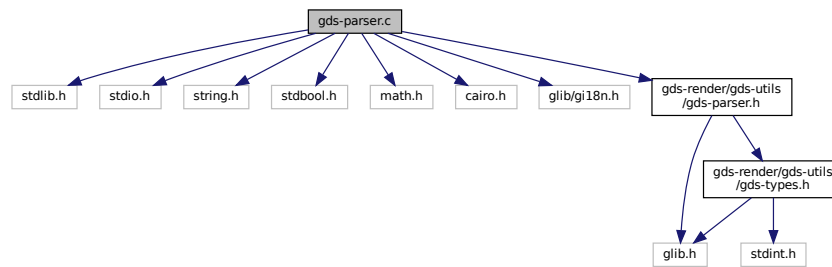 gds-parser.c
stdlib.h
stdio.h
string.h
stdbool.h
math.h
cairo.h
glib/gi18n.h
gds-render/gds-utils
/gds-parser.h
gds-render/gds-utils
/gds-types.h
glib.h
stdint.h